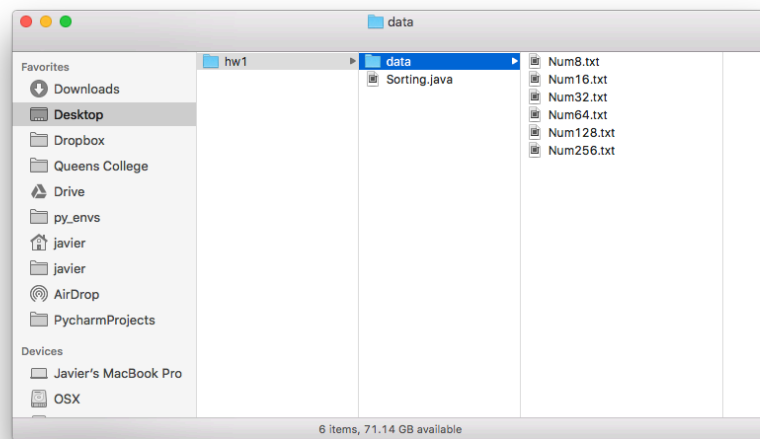 data
Favorites
Downloads
Desktop
Dropbox
Queens College
Drive
py_envs
javier
javier
AirDrop
PycharmProjects
Devices
Javier's MacBook Pro
OSX
hw1
data
Sorting.java
Num8.txt
Num16.txt
Num32.txt
Num64.txt
Num128.txt
Num256.txt
6 items, 71.14 GB available